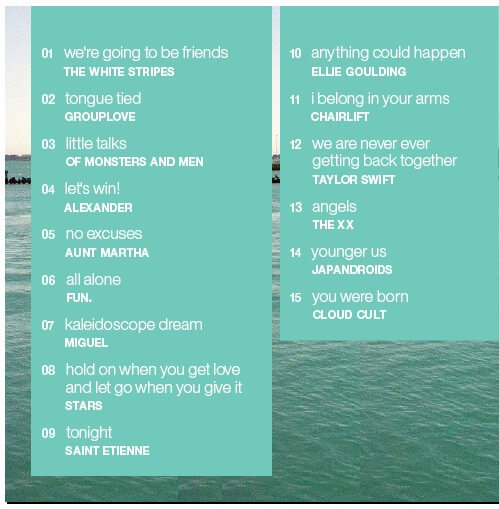 01 we're going to be friends
THE WHITE STRIPES
02 tongue tied
GROUPLOVE
03 little talks
OF MONSTERS AND MEN
04 let's win!
ALEXANDER
05 no excuses
AUNT MARTHA
06 all alone
FUN.
07 kaleidoscope dream
MIGUEL
08 hold on when you get love
and let go when you give it
STARS
09 tonight
SAINT ETIENNE
10 anything could happen
ELLIE GOULDING
11 i belong in your arms
CHAIRLIFT
12 we are never ever
getting back together
TAYLOR SWIFT
13 angels
THE XX
14 younger us
JAPANDROIDS
15 you were born
CLOUD CULT